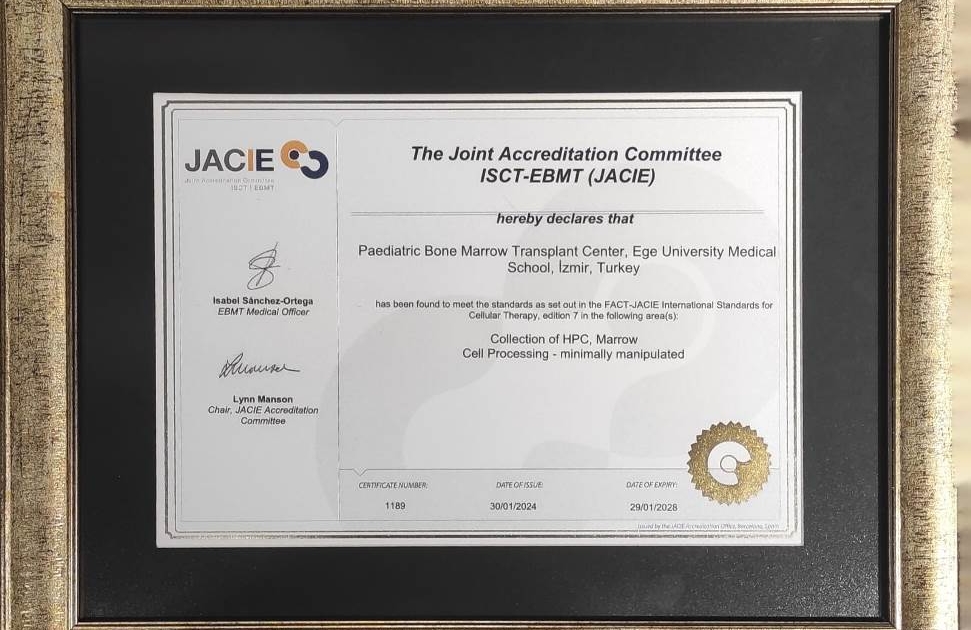 JACIE
Joint Accreditation Committee
ISCT | EBMT
The Joint Accreditation Committee
ISCT-EBMT (JACIE)
hereby declares that
Paediatric Bone Marrow Transplant Center, Ege University Medical
School, İzmir, Turkey
has been found to meet the standards as set out in the FACT-JACIE International Standards for
Cellular Therapy, edition 7 in the following area(s):
Collection of HPC, Marrow
Cell Processing - minimally manipulated
Isabel Sánchez-Ortega
EBMT Medical Officer
Lynn Manson
Chair, JACIE Accreditation
Committee
CERTIFICATE NUMBER:
1189
DATE OF ISSUE:
30/01/2024
DATE OF EXPIRY:
29/01/2028
Issued by the JACIE Accreditation Office, Barcelona, Spain